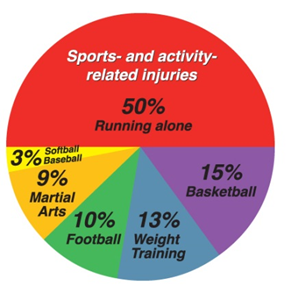 Sports- and activity-
related injuries
50%
Running alone
3% Softball
Baseball
9%
Martial
Arts
10%
Football
13%
Weight
Training
15%
Basketball